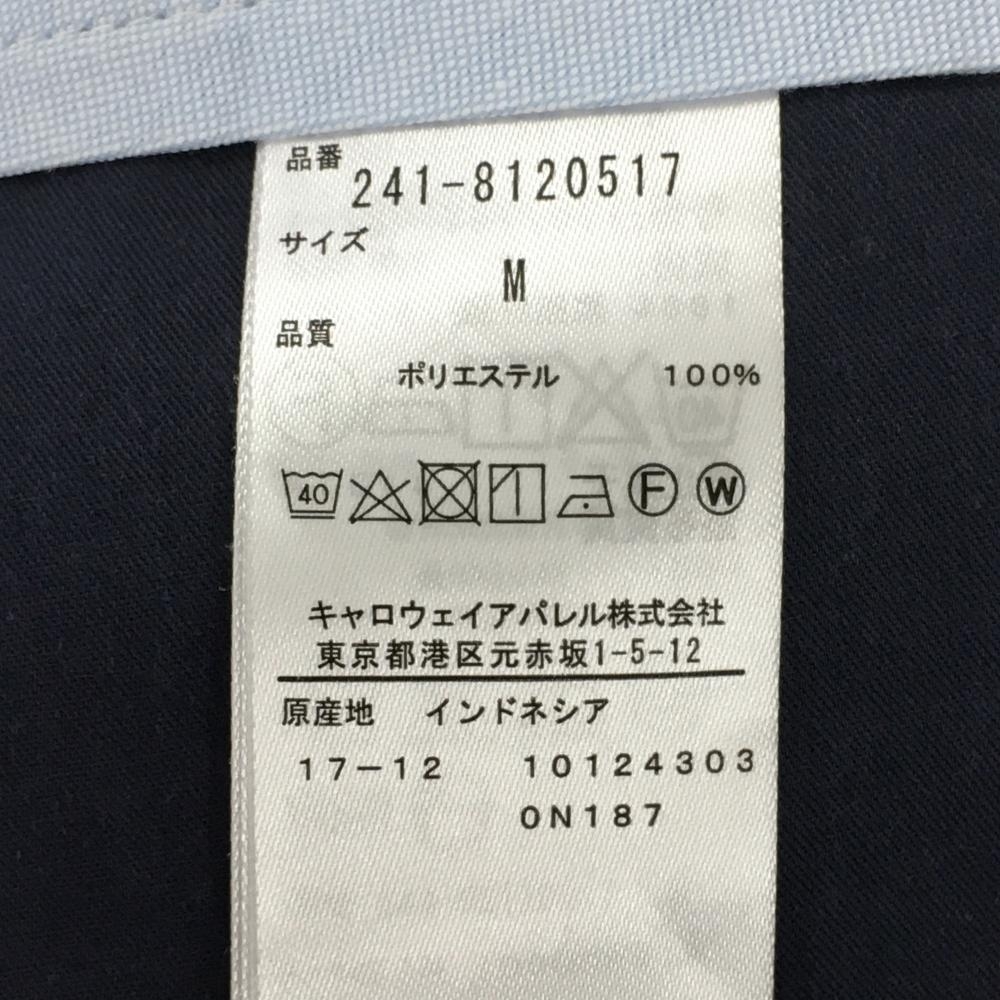 品番 241-8120517
サイズ
M
品質
ポリエステル 100%
40 F W
キャロウェイアパレル株式会社
東京都港区元赤坂1-5-12
原産地 インドネシア
17-12 10124303
0N187